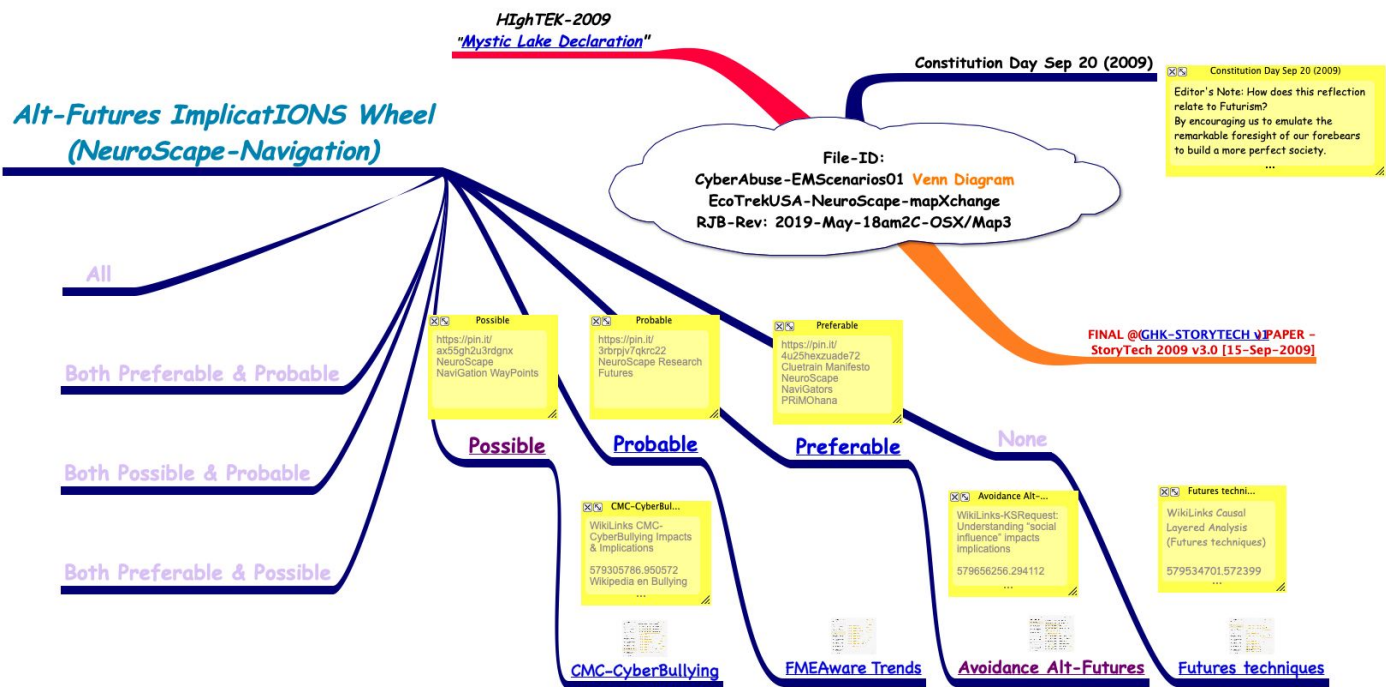 HIghTEK-2009
"Mystic Lake Declaration"
Constitution Day Sep 20 (2009)
Constitution Day Sep 20 (2009)
Editor's Note: How does this reflection
relate to Futurism?
By encouraging us to emulate the
remarkable foresight of our forebears
to build a more perfect society.
...
Alt-Futures ImplicatIONS Wheel
(NeuroScape-Navigation)
File-ID:
CyberAbuse-EMScenarios01 Venn Diagram
EcoTrekUSA-NeuroScape-mapXchange
RJB-Rev: 2019-May-18am2C-OSX/Map3
All
Both Preferable & Probable
Both Possible & Probable
Both Preferable & Possible
Possible
https://pin.it/
ax55gh2u3rdgnx
NeuroScape
NaviGation WayPoints
Probable
https://pin.it/
3rbrpjv7qkrc22
NeuroScape Research
Futures
Preferable
https://pin.it/
4u25hexzuade72
Cluetrain Manifesto
NeuroScape
NaviGators
PRiMOhana
FINAL @(GHK-STORYTECH PAPER -
StoryTech 2009 v3.0 [15-Sep-2009]
Possible
Probable
Preferable
None
CMC-CyberBul...
WikiLinks CMC-
CyberBullying Impacts
& Implications
579305786.950572
Wikipedia en Bullying
...
Avoidance Alt-...
WikiLinks-KSRequest:
Understanding "social
influence" impacts
implications
579656256.294112
...
Futures techni...
WikiLinks Causal
Layered Analysis
(Futures techniques)
579534701.572399
...
CMC-CyberBullying
FMEAware Trends
Avoidance Alt-Futures
Futures techniques